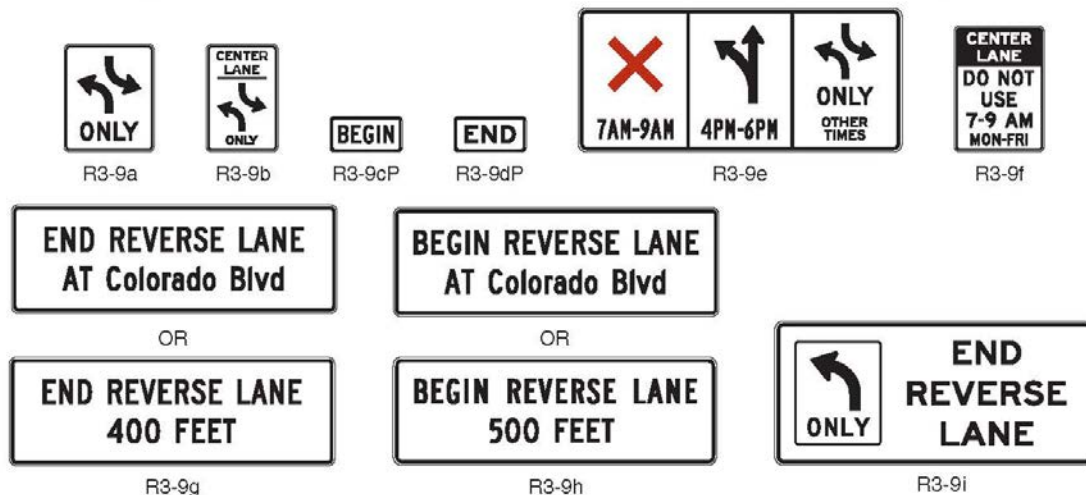 ONLY
R3-9a
CENTER
LANE
ONLY
R3-9b
BEGIN
R3-9cP
END
R3-9dP
7AM-9AM
4PM-6PM
ONLY
OTHER
TIMES
R3-9e
CENTER
LANE
DO NOT
USE
7-9 AM
MON-FRI
R3-9f
END REVERSE LANE
AT Colorado Blvd
OR
END REVERSE LANE
400 FEET
R3-9g
BEGIN REVERSE LANE
AT Colorado Blvd
OR
BEGIN REVERSE LANE
500 FEET
R3-9h
ONLY
END
REVERSE
LANE
R3-9i